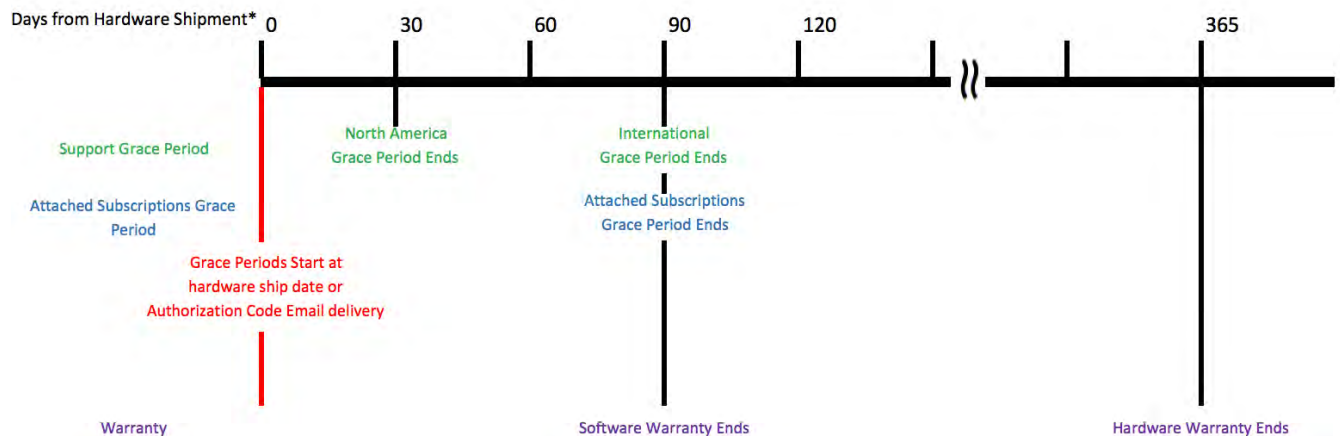 Days from Hardware Shipment*
0 30 60 90 120 365
Support Grace Period
North America
Grace Period Ends
International
Grace Period Ends
Attached Subscriptions Grace
Period
Attached Subscriptions
Grace Period Ends
Grace Periods Start at
hardware ship date or
Authorization Code Email delivery
Warranty
Software Warranty Ends
Hardware Warranty Ends